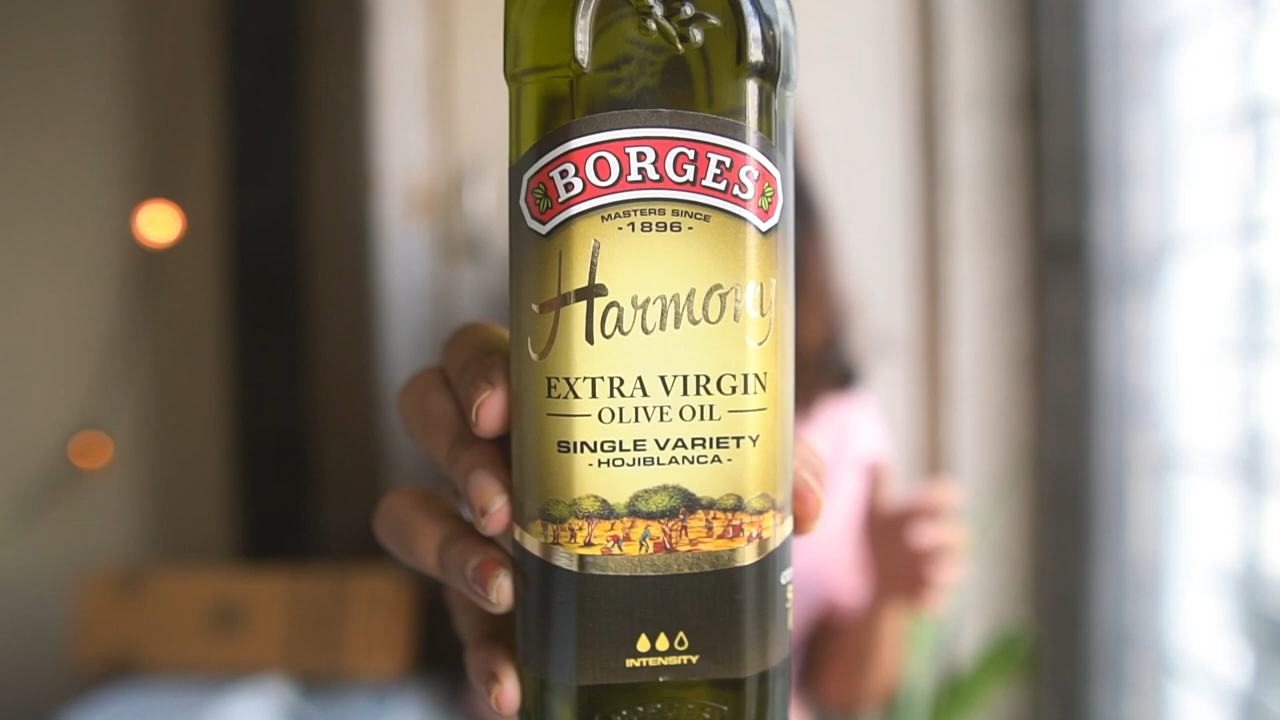 BORGES
MASTERS SINCE
-1896-
Harmony
EXTRA VIRGIN
OLIVE OIL
SINGLE VARIETY
-HOJIBLANCA-
INTENSITY